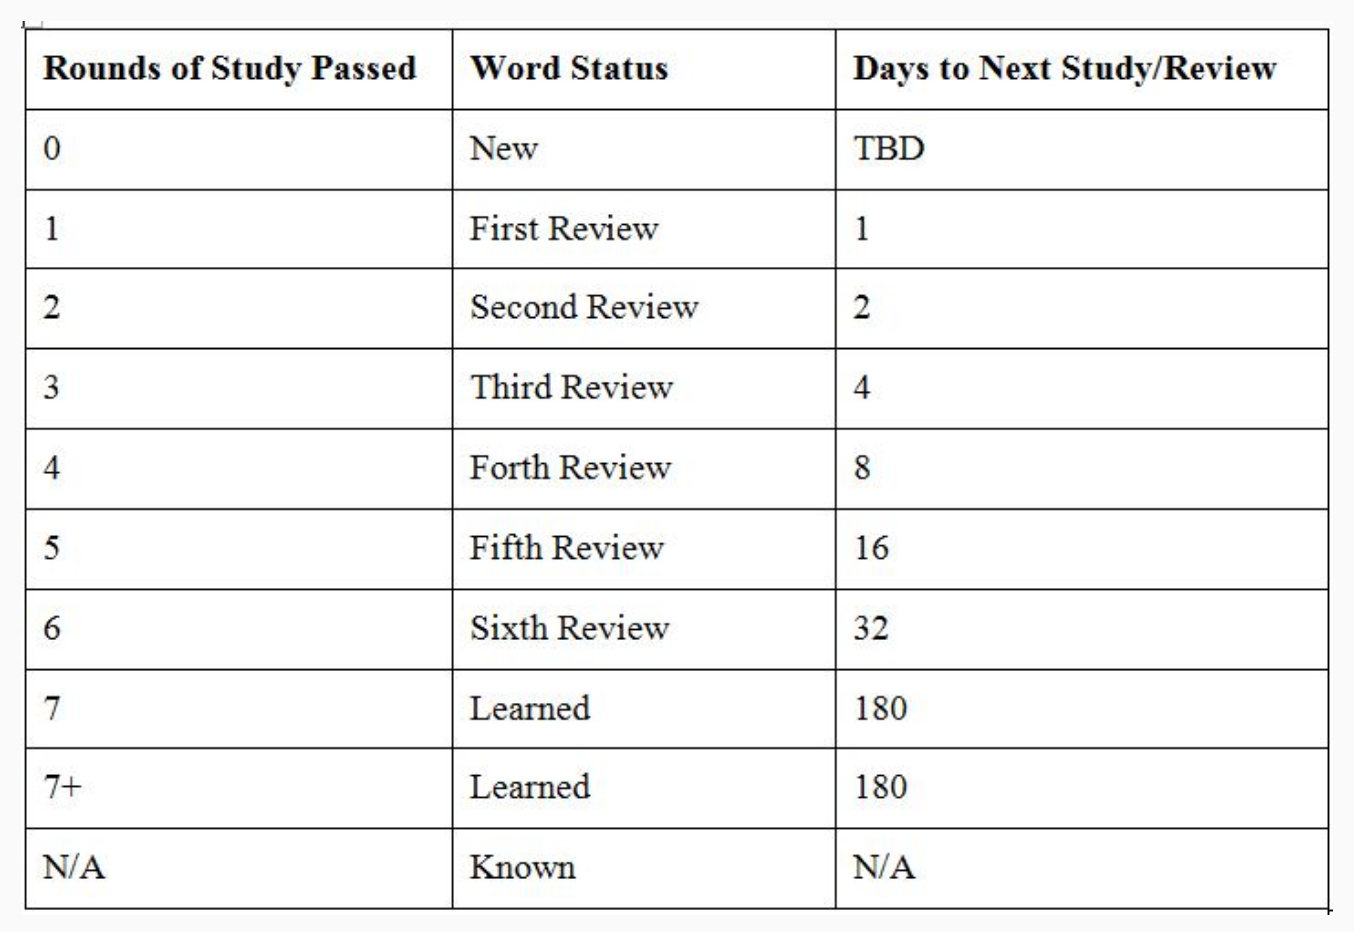 Rounds of Study Passed Word Status Days to Next Study/Review
0 New TBD
1 First Review 1
2 Second Review 2
3 Third Review 4
4 Forth Review 8
5 Fifth Review 16
6 Sixth Review 32
7 Learned 180
7+ Learned 180
N/A Known N/A